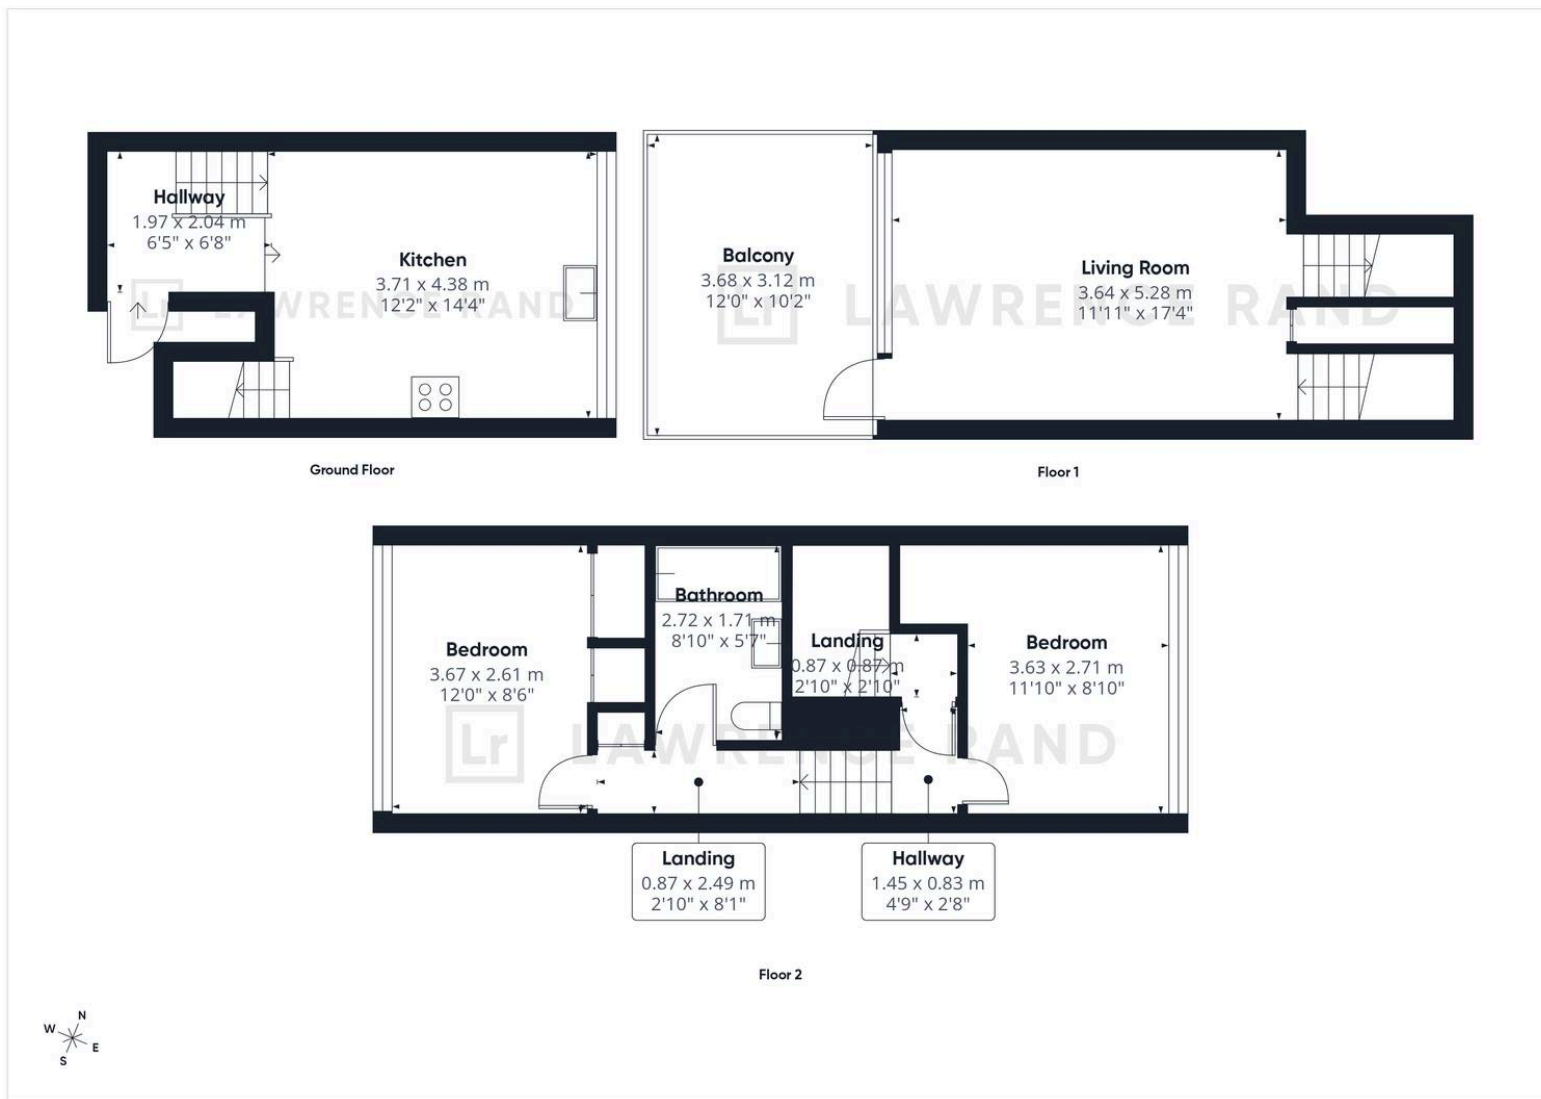 Hallway
1.97 x 2.04 m
6'5" x 6'8"
Kitchen
3.71 x 4.38 m
12'2" x 14'4"
Lr LAWRENCE RAND
Ground Floor
Balcony
3.68 x 3.12 m
12'0" x 10'2"
Living Room
3.64 x 5.28 m
11'11" x 17'4"
Lr LAWRENCE RAND
Floor 1
Bedroom
3.67 x 2.61 m
12'0" x 8'6"
Bathroom
2.72 x 1.71 m
8'10" x 5'7"
Landing
0.87 x 0.87 m
2'10" x 2'10"
Bedroom
3.63 x 2.71 m
11'10" x 8'10"
Lr LAWRENCE RAND
Landing
0.87 x 2.49 m
2'10" x 8'1"
Hallway
1.45 x 0.83 m
4'9" x 2'8"
Floor 2
N
W
E
S